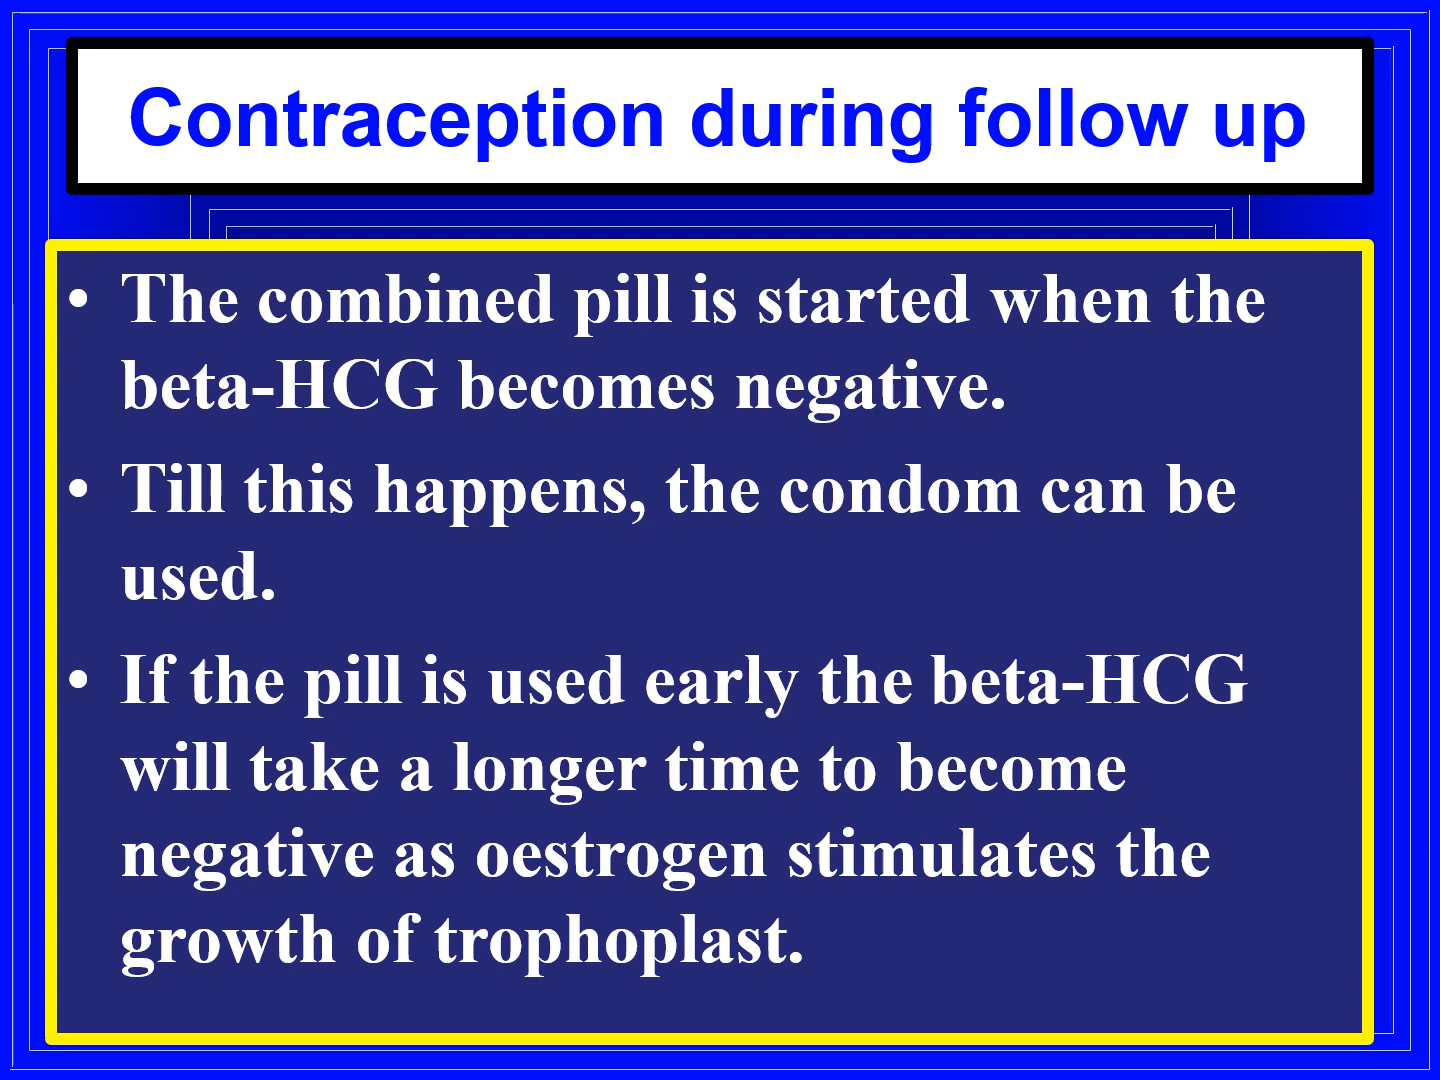 Contraception during follow up
• The combined pill is started when the
beta-HCG becomes negative.
• Till this happens, the condom can be
used.
• If the pill is used early the beta-HCG
will take a longer time to become
negative as oestrogen stimulates the
growth of trophoplast.